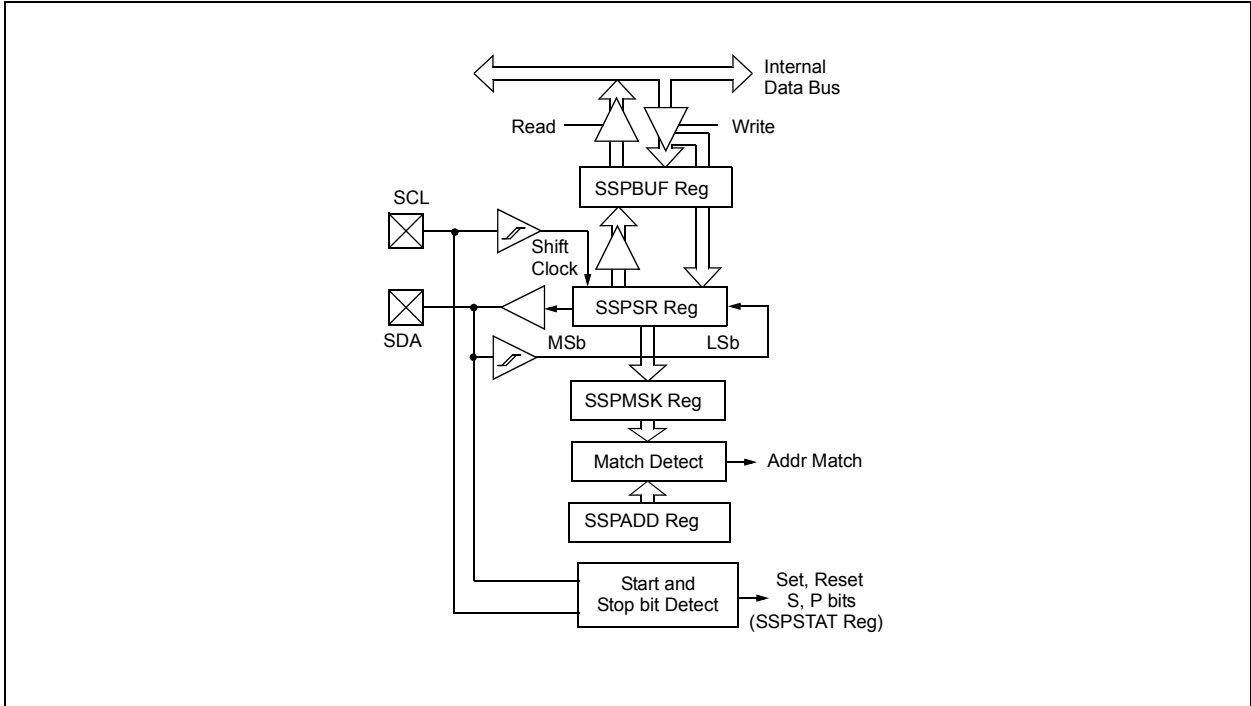 Internal
Data Bus
Read
Write
SSPBUF Reg
SCL
Shift
Clock
SSPSR Reg
SDA
MSb
LSb
SSPMSK Reg
Match Detect
Addr Match
SSPADD Reg
Start and
Stop bit Detect
Set, Reset
S, P bits
(SSPSTAT Reg)